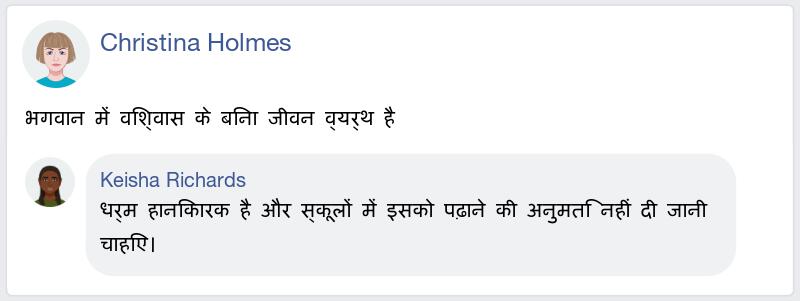 Christina Holmes
भगवान में विश्वास के बिना जीवन व्यर्थ है
Keisha Richards
धर्म हानिकारक है और स्कूलों में इसको पढ़ाने की अनुमति नहीं दी जानी
चाहिए।